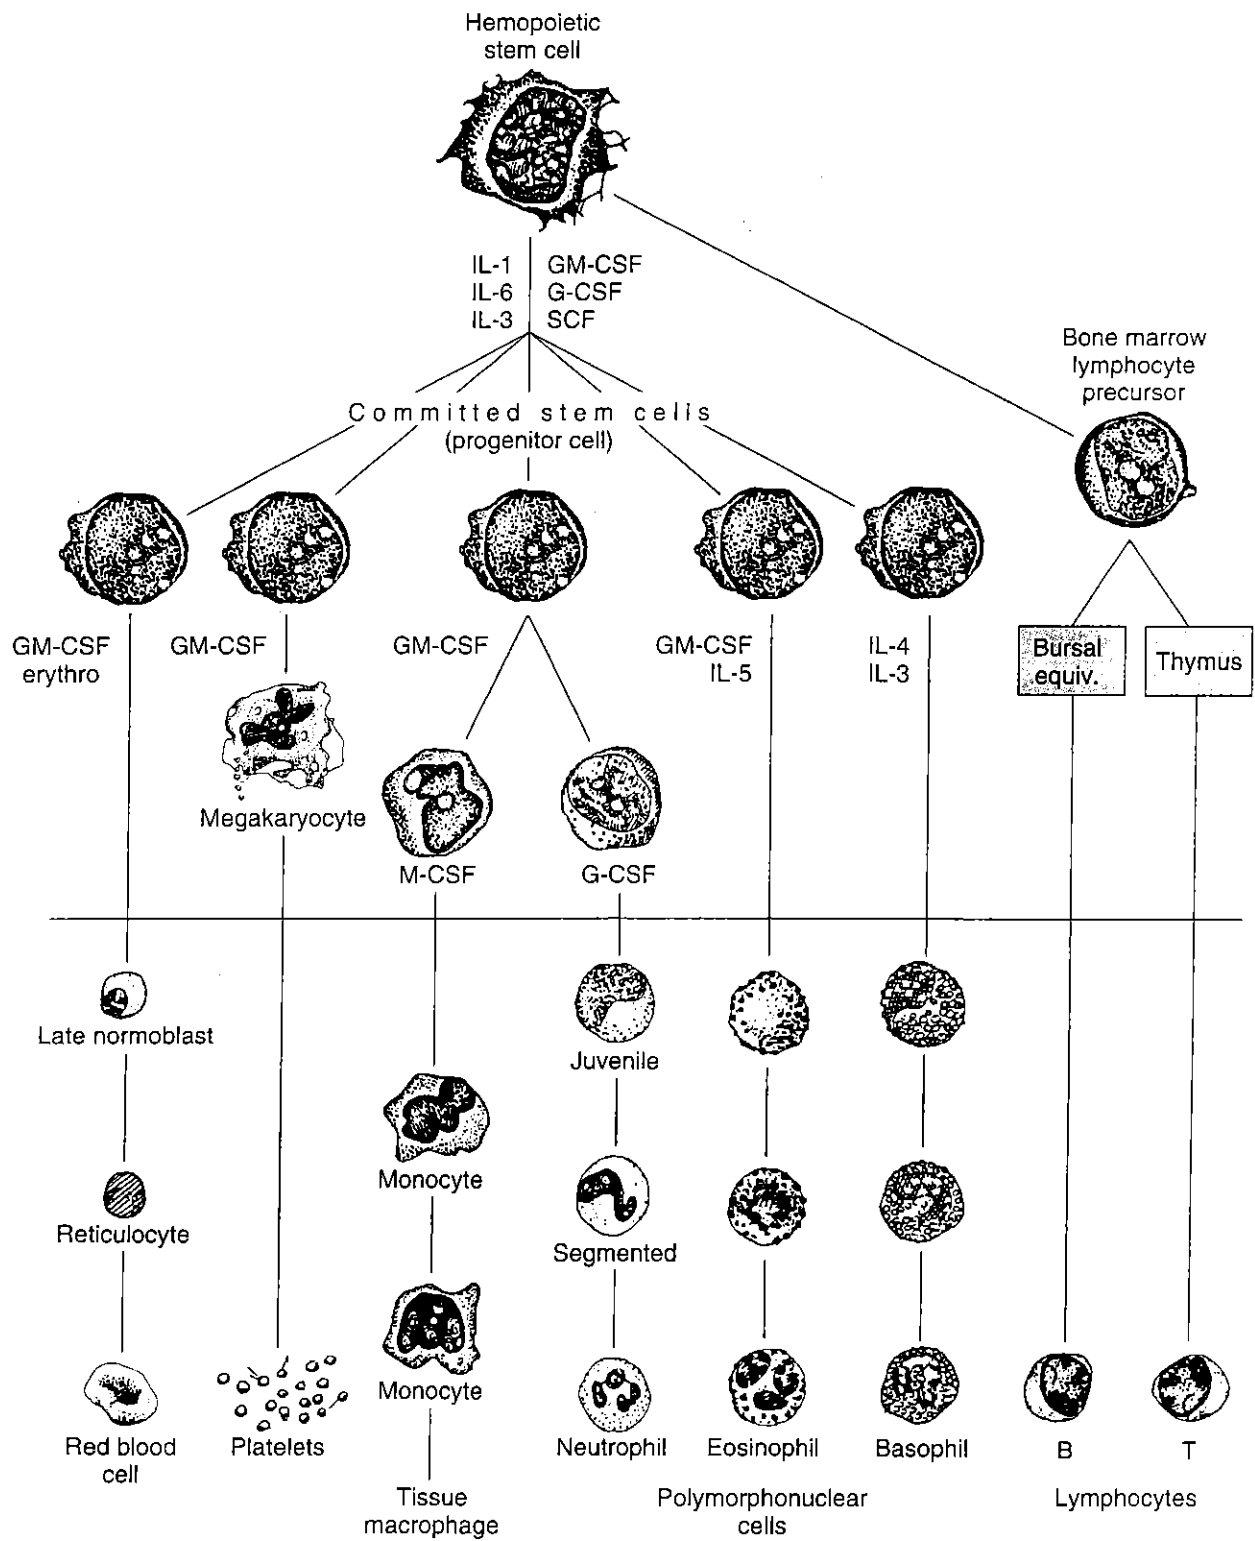 Hemopoietic
stem cell
IL-1 GM-CSF
IL-6 G-CSF
IL-3 SCF
Bone marrow
lymphocyte
precursor
Committed stem cells
(progenitor cell)
GM-CSF
erythro
GM-CSF
GM-CSF
GM-CSF
IL-5
IL-4
IL-3
Bursal
equiv.
Thymus
Megakaryocyte
M-CSF
G-CSF
Late normoblast
Juvenile
Monocyte
Reticulocyte
Segmented
Monocyte
Red blood
cell
Platelets
Neutrophil
Eosinophil
Basophil
B
T
Tissue
macrophage
Polymorphonuclear
cells
Lymphocytes